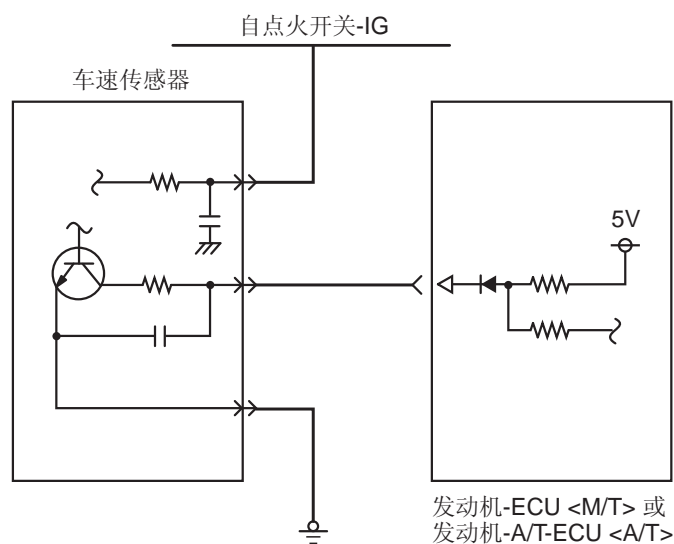 自点火开关-IG
车速传感器
5V
发动机-ECU <M/T> 或
发动机-A/T-ECU <A/T>